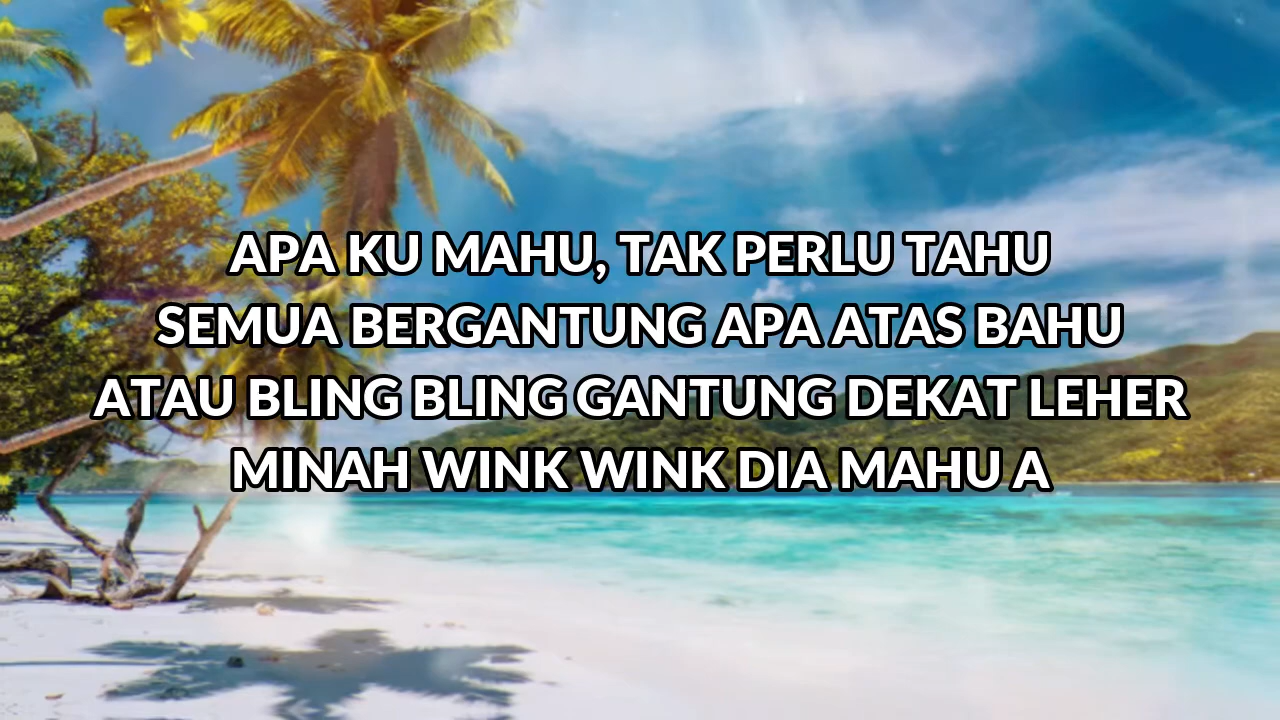 APA KU MAHU, TAK PERLU TAHU
SEMUA BERGANTUNG APA ATAS BAHU
ATAU BLING BLING GANTUNG DEKAT LEHER
MINAH WINK WINK DIA MAHU A